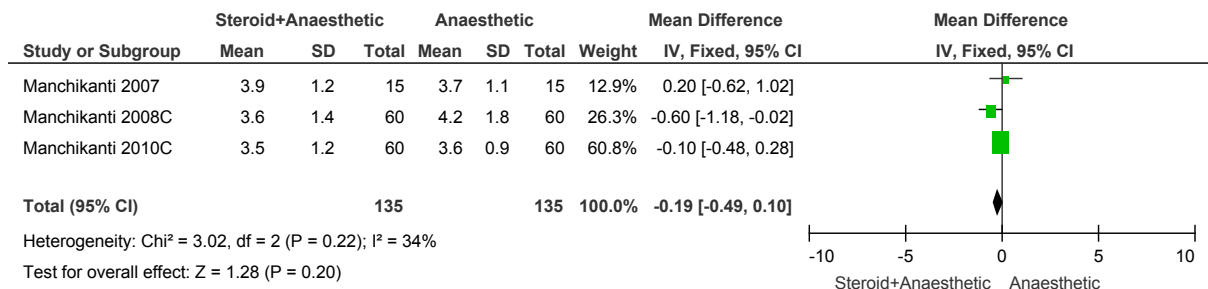 Steroid+Anaesthetic Anaesthetic Mean Difference Mean Difference
Study or Subgroup Mean SD Total Mean SD Total Weight IV, Fixed, 95% CI IV, Fixed, 95% CI
Manchikanti 2007 3.9 1.2 15 3.7 1.1 15 12.9% 0.20 [-0.62, 1.02]
Manchikanti 2008C 3.6 1.4 60 4.2 1.8 60 26.3% -0.60 [-1.18, -0.02]
Manchikanti 2010C 3.5 1.2 60 3.6 0.9 60 60.8% -0.10 [-0.48, 0.28]
Total (95% CI) 135 135 100.0% -0.19 [-0.49, 0.10]
Heterogeneity: Chi² = 3.02, df = 2 (P = 0.22); I² = 34%
Test for overall effect: Z = 1.28 (P = 0.20)
-10 -5 0 5 10
Steroid+Anaesthetic Anaesthetic